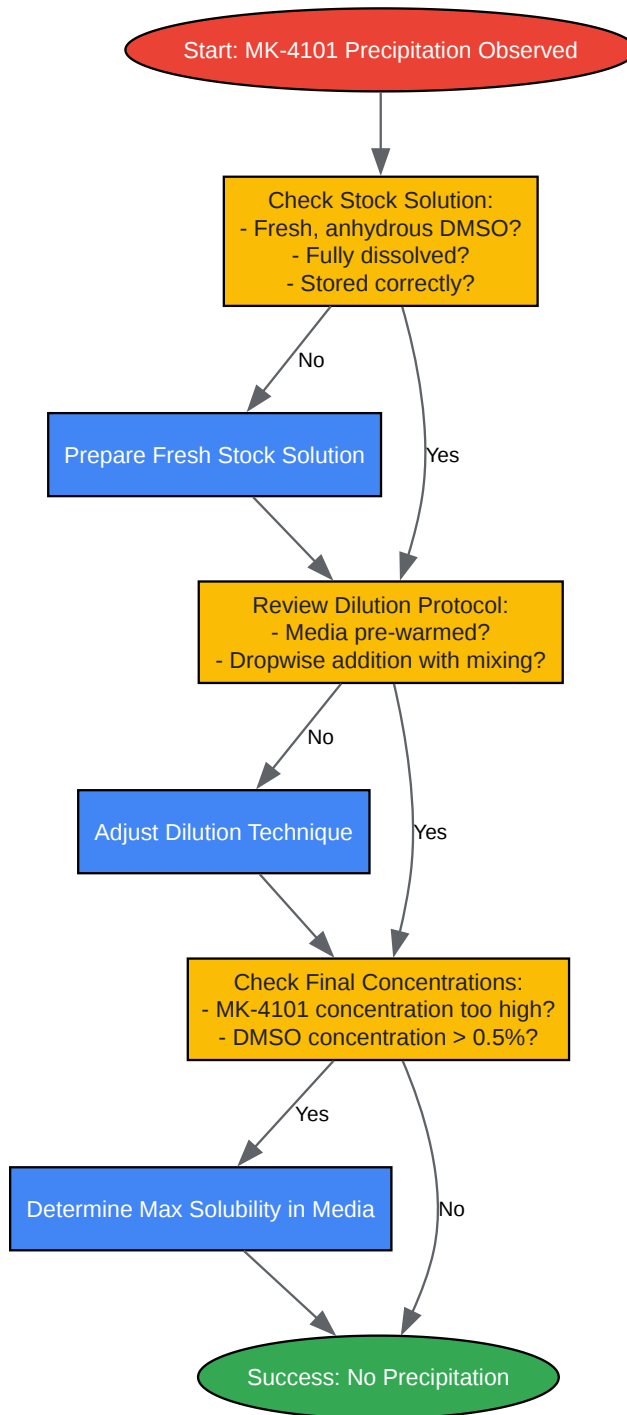 Start: MK-4101 Precipitation Observed
Check Stock Solution:
- Fresh, anhydrous DMSO?
- Fully dissolved?
- Stored correctly?
No
Prepare Fresh Stock Solution
Yes
Review Dilution Protocol:
- Media pre-warmed?
- Dropwise addition with mixing?
No
Adjust Dilution Technique
Yes
Check Final Concentrations:
- MK-4101 concentration too high?
- DMSO concentration > 0.5%?
Yes
Determine Max Solubility in Media
No
Success: No Precipitation